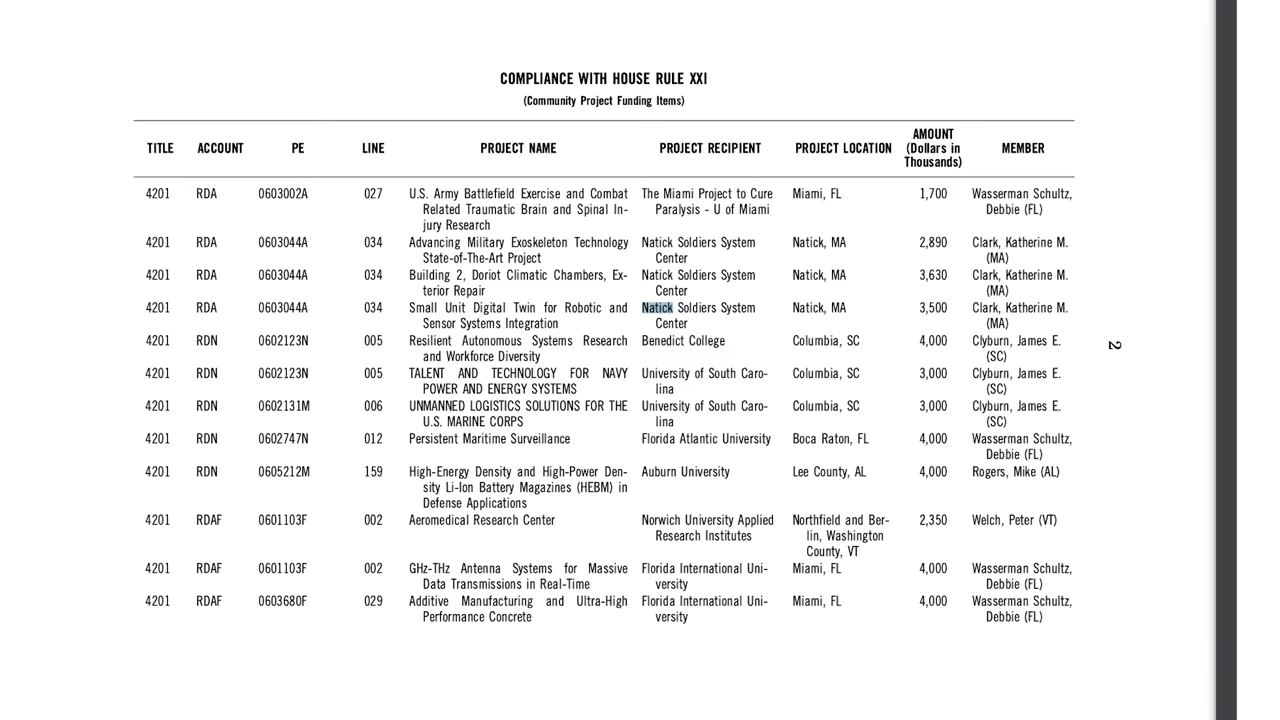 COMPLIANCE WITH HOUSE RULE XXI
(Community Project Funding Items)
TITLE ACCOUNT PE LINE PROJECT NAME PROJECT RECIPIENT PROJECT LOCATION AMOUNT (Dollars in Thousands) MEMBER
4201 RDA 0603002A 027 U.S. Army Battlefield Exercise and Combat The Miami Project to Cure Miami, FL 1,700 Wasserman Schultz,
Related Traumatic Brain and Spinal In- Paralysis - U of Miami Debbie (FL)
jury Research
4201 RDA 0603044A 034 Advancing Military Exoskeleton Technology Natick Soldiers System Natick, MA 2,890 Clark, Katherine M.
State-of-The-Art Project Center (MA)
4201 RDA 0603044A 034 Building 2, Doriot Climatic Chambers, Ex- Natick Soldiers System Natick, MA 3,630 Clark, Katherine M.
terior Repair Center (MA)
4201 RDA 0603044A 034 Small Unit Digital Twin for Robotic and Natick Soldiers System Natick, MA 3,500 Clark, Katherine M.
Sensor Systems Integration Center (MA)
4201 RDN 0602123N 005 Resilient Autonomous Systems Research Benedict College Columbia, SC 4,000 Clyburn, James E.
and Workforce Diversity (SC)
4201 RDN 0602123N 005 TALENT AND TECHNOLOGY FOR NAVY University of South Caro- Columbia, SC 3,000 Clyburn, James E.
POWER AND ENERGY SYSTEMS lina (SC)
4201 RDN 0602131M 006 UNMANNED LOGISTICS SOLUTIONS FOR THE University of South Caro- Columbia, SC 3,000 Clyburn, James E.
U.S. MARINE CORPS lina (SC)
4201 RDN 0602747N 012 Persistent Maritime Surveillance Florida Atlantic University Boca Raton, FL 4,000 Wasserman Schultz,
Debbie (FL)
4201 RDN 0605212M 159 High-Energy Density and High-Power Den- Auburn University Lee County, AL 4,000 Rogers, Mike (AL)
sity Li-Ion Battery Magazines (HEBM) in
Defense Applications
4201 RDAF 0601103F 002 Aeromedical Research Center Norwich University Applied Northfield and Ber- 2,350 Welch, Peter (VT)
Research Institutes lin, Washington
County, VT
4201 RDAF 0601103F 002 GHz-THz Antenna Systems for Massive Florida International Uni- Miami, FL 4,000 Wasserman Schultz,
Data Transmissions in Real-Time versity Debbie (FL)
4201 RDAF 0603680F 029 Additive Manufacturing and Ultra-High Florida International Uni- Miami, FL 4,000 Wasserman Schultz,
Performance Concrete versity Debbie (FL)
2